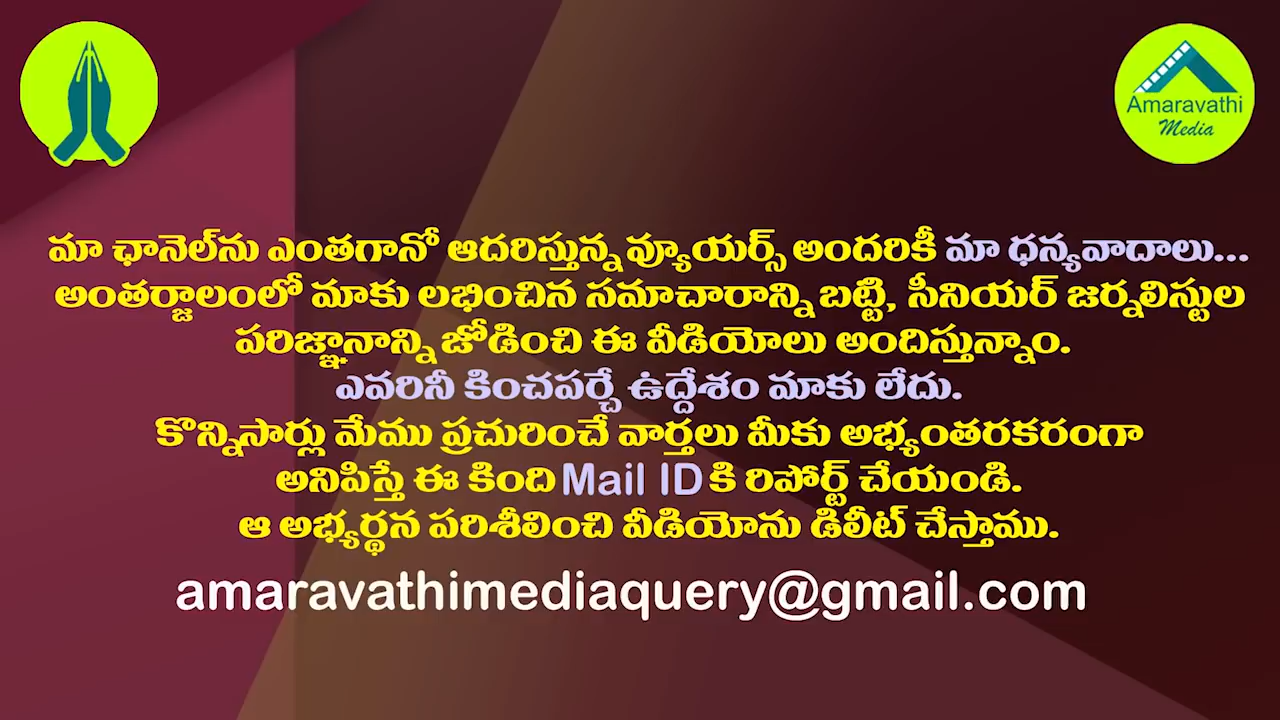 Amaravathi
Media
మా ఛానెల్‌ను ఎంతగానో ఆదరిస్తున్న వ్యూయర్స్ అందరికీ మా ధన్యవాదాలు...
అంతర్జాలంలో మాకు లభించిన సమాచారాన్ని బట్టి, సీనియర్ జర్నలిస్టుల
పరిజ్ఞానాన్ని జోడించి ఈ వీడియోలు అందిస్తున్నాం.
ఎవరినీ కించపర్చే ఉద్దేశం మాకు లేదు.
కొన్నిసార్లు మేము ప్రచురించే వార్తలు మీకు అభ్యంతరకరంగా
అనిపిస్తే ఈ కింది Mail ID కి రిపోర్ట్ చేయండి.
ఆ అభ్యర్థన పరిశీలించి వీడియోను డిలీట్ చేస్తాము.
amaravathimediaquery@gmail.com